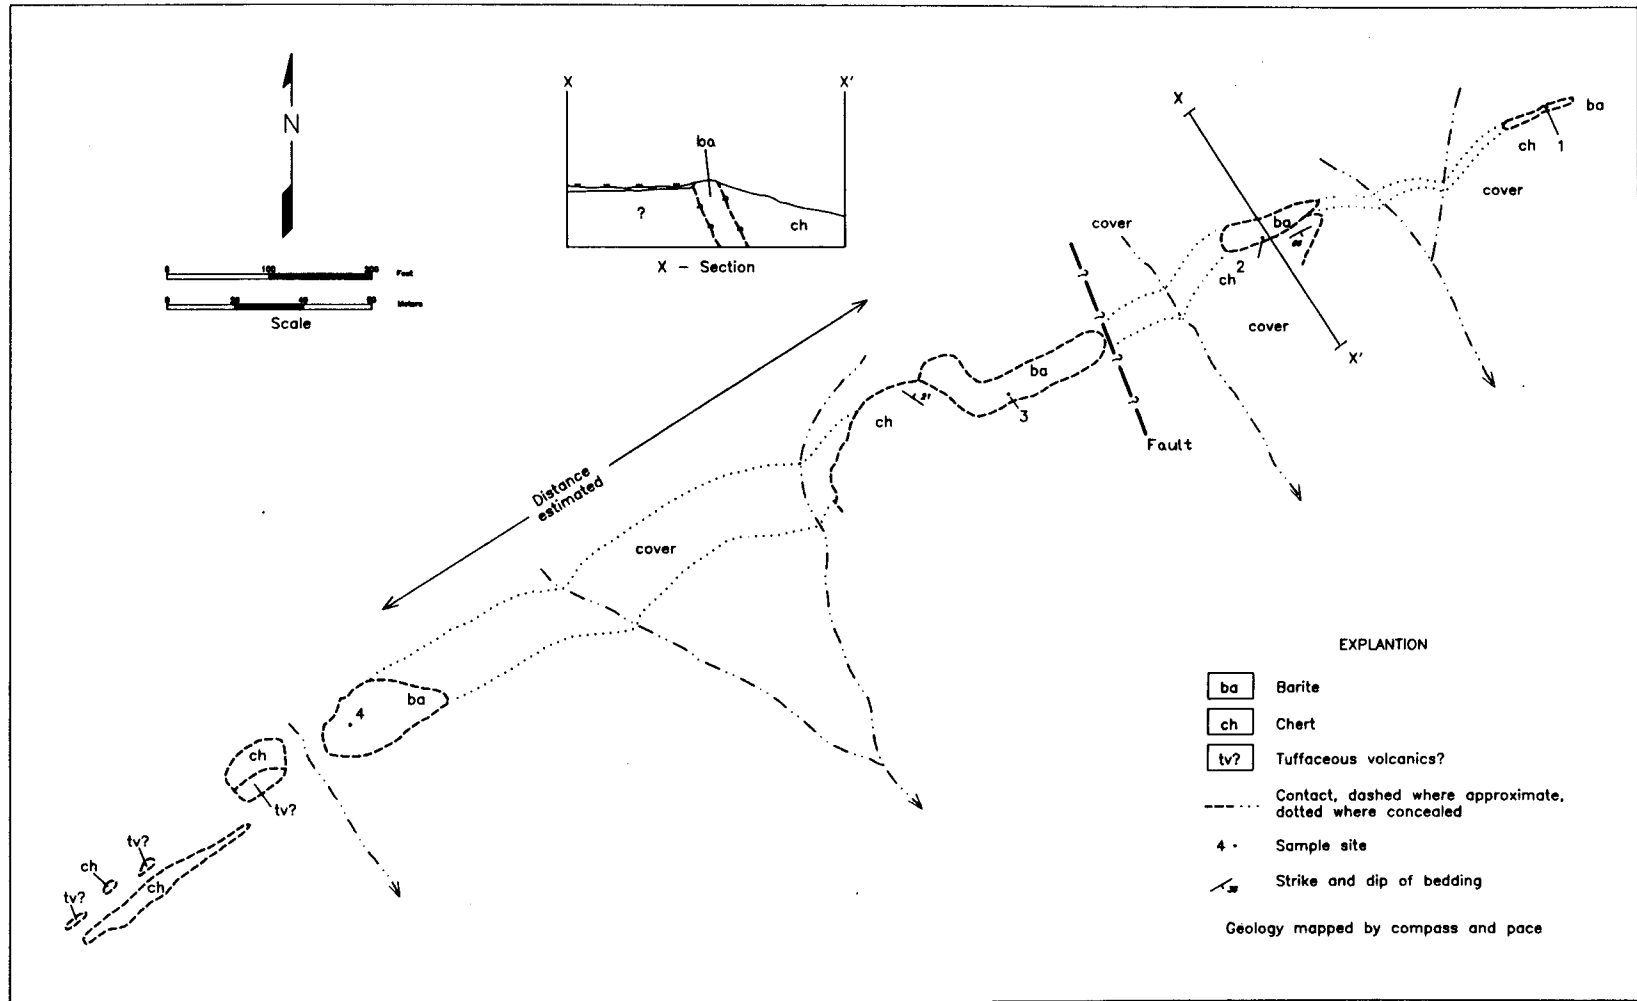 N
0 100 200 Feet
0 20 40 60 Meters
Scale
X X'
ba
?
ch
X - Section
X
ba
ch 1
cover
cover
ba
ch 2
cover
X'
?
?
?
?
ba
ch 21
3
Fault
Distance
estimated
cover
ba
4
ch
tv?
tv?
ch
ch
tv?
EXPLANTION
ba Barite
ch Chert
tv? Tuffaceous volcanics?
Contact, dashed where approximate,
dotted where concealed
4 Sample site
Strike and dip of bedding
Geology mapped by compass and pace